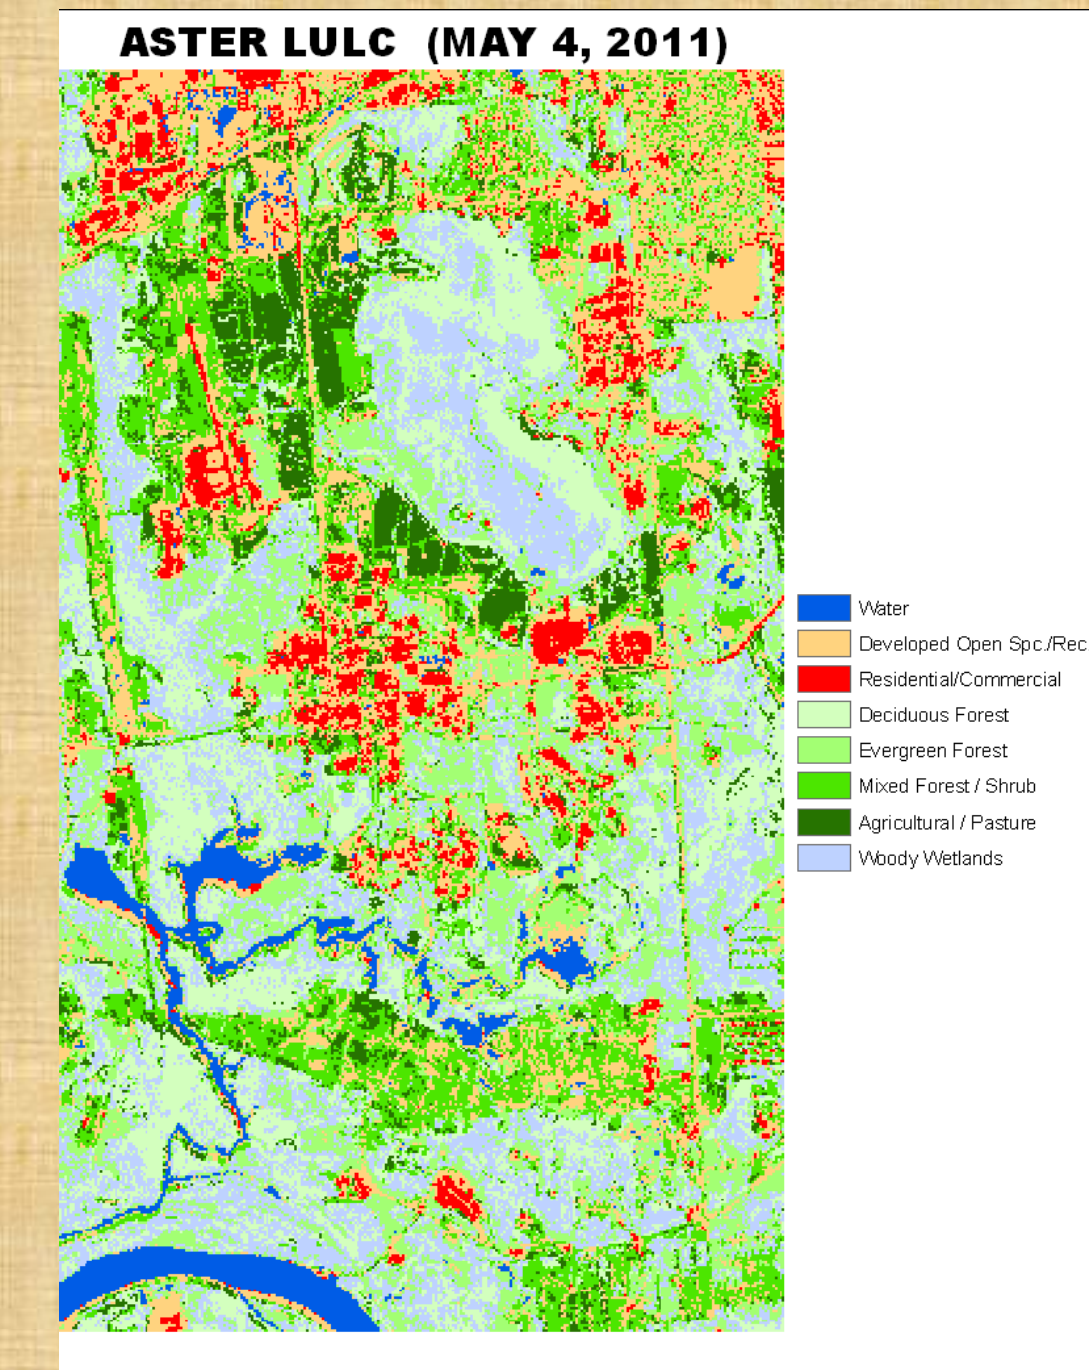 ASTER LULC (MAY 4, 2011)
Water
Developed Open Spc./Rec
Residential/Commercial
Deciduous Forest
Evergreen Forest
Mixed Forest / Shrub
Agricultural / Pasture
Woody Wetlands